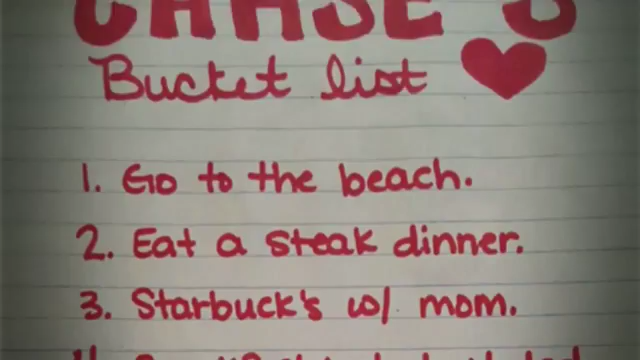 CHASE'S
Bucket list
1. Go to the beach.
2. Eat a steak dinner.
3. Starbuck's w/ mom.